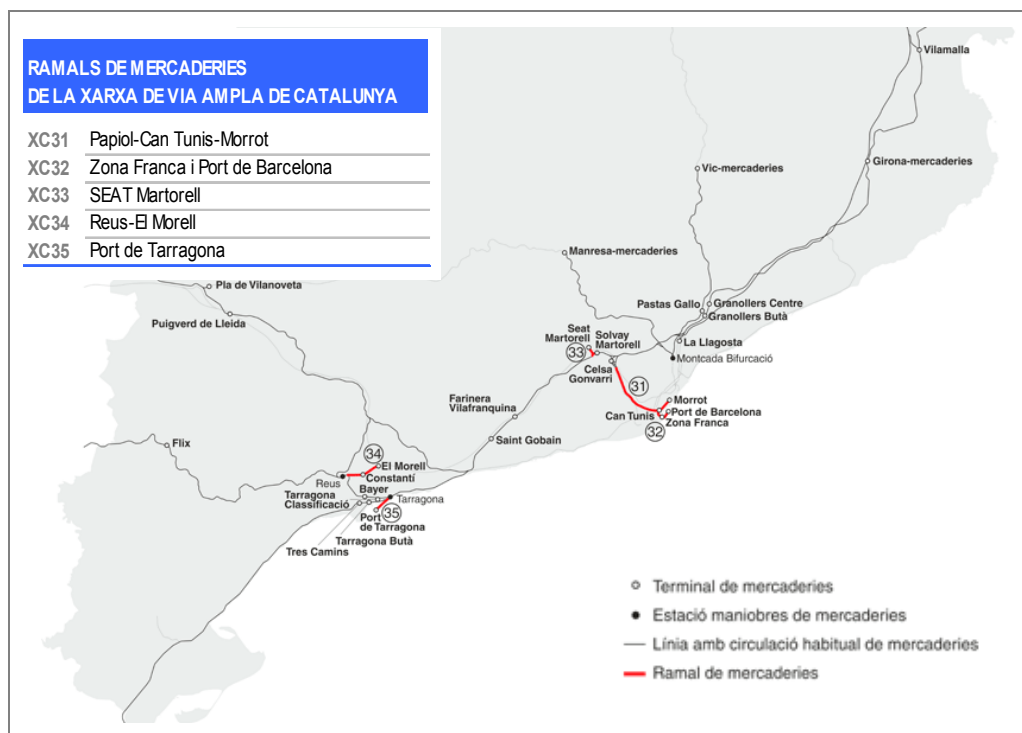 RAMALS DE MERCADERIES
DE LA XARXA DE VIA AMPLA DE CATALUNYA
XC31 Papiol-Can Tunis-Morrot
XC32 Zona Franca i Port de Barcelona
XC33 SEAT Martorell
XC34 Reus-El Morell
XC35 Port de Tarragona
Vilamalla
Girona-mercaderies
Vic-mercaderies
Manresa-mercaderies
Pla de Vilanoveta
Puigverd de Lleida
Pastas Gallo
Granollers Centre
Granollers Butà
La Llagosta
Montcada Bifurcació
Seat
Martorell
Solvay
Martorell
33
Celsa
Gonvarri
31
Morrot
Port de Barcelona
Can Tunis
Zona Franca
32
Farinera
Vilafranquina
Saint Gobain
Flix
34
El Morell
Reus
Constantí
Bayer
Tarragona
Classificació
Tarragona
35
Port
de Tarragona
Tarragona Butà
Tres Camins
Terminal de mercaderies
Estació maniobres de mercaderies
Línia amb circulació habitual de mercaderies
Ramal de mercaderies